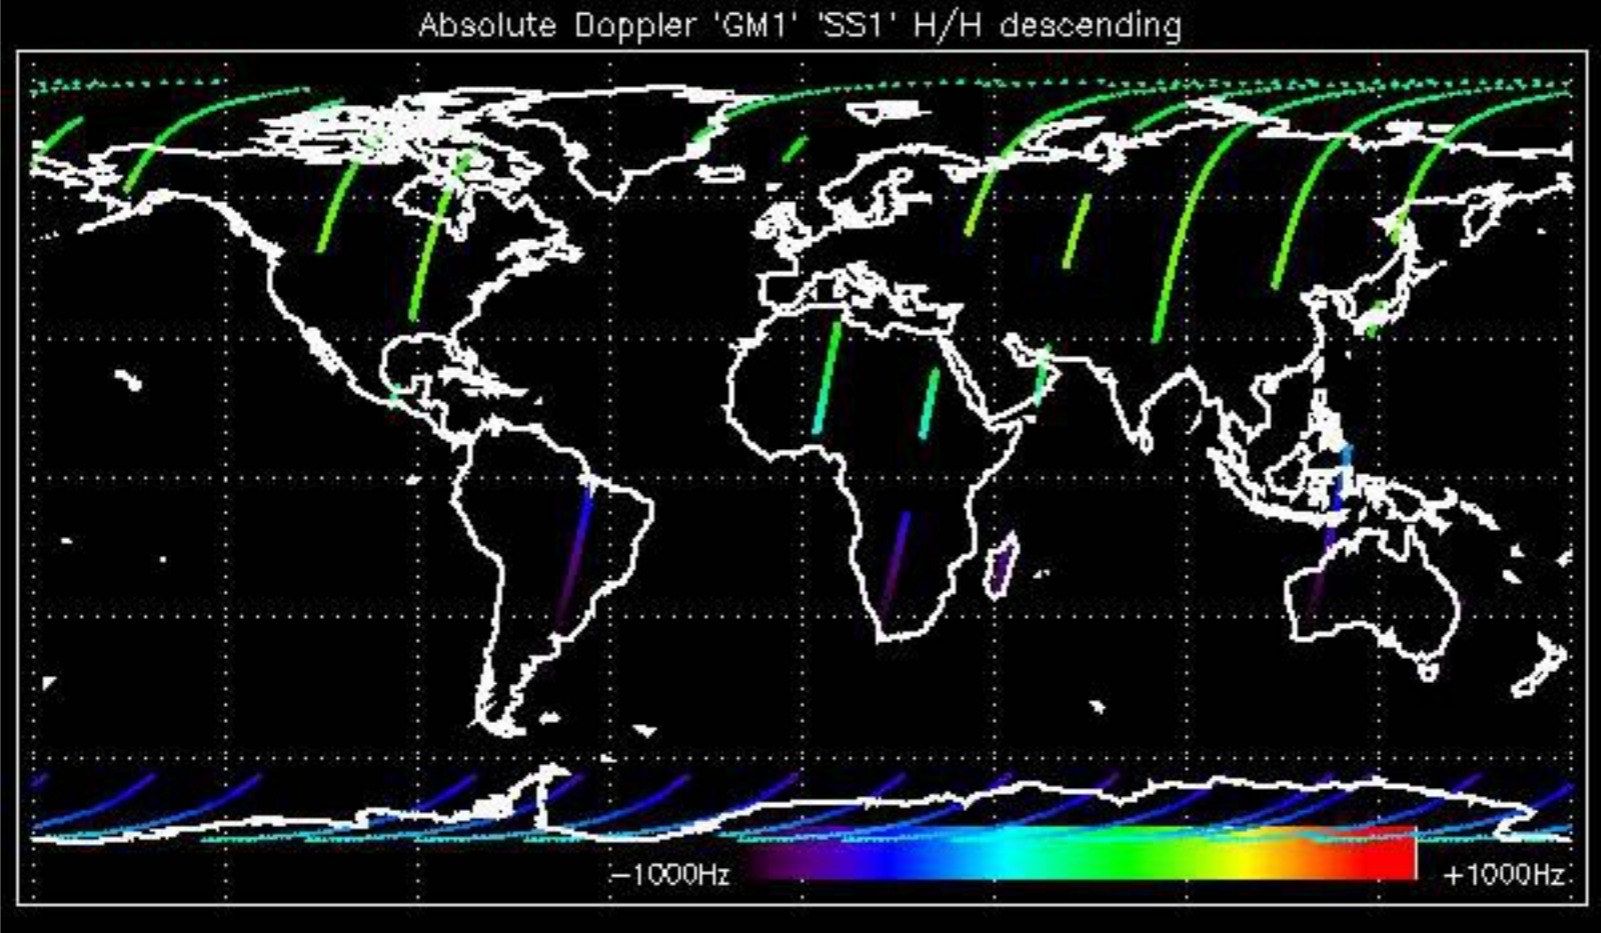 Absolute Doppler 'GM1' 'SS1' H/H descending
-1000Hz +1000Hz